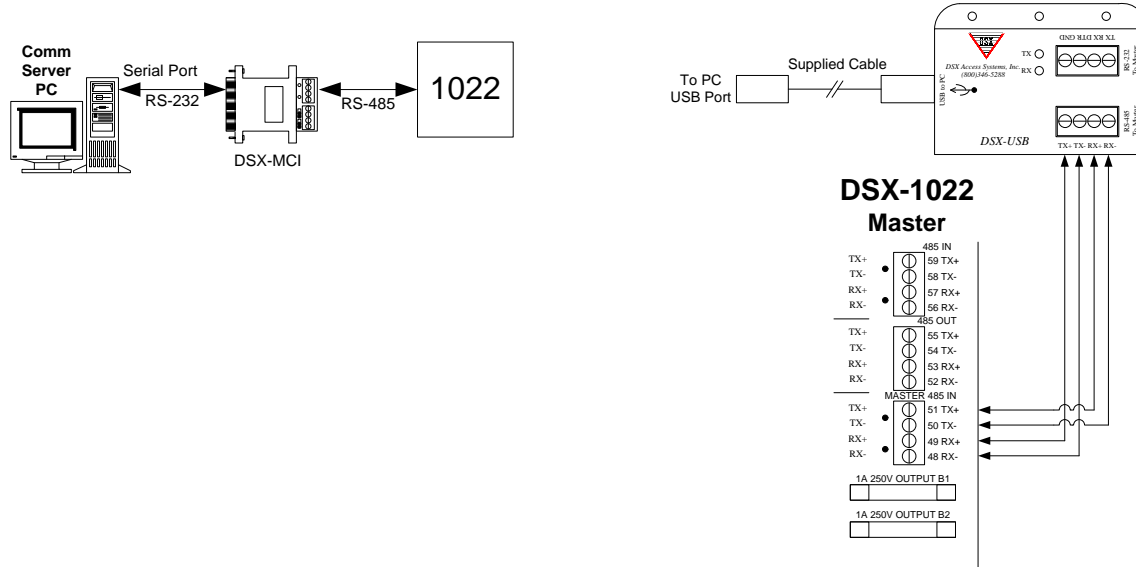 Comm
Server
PC
Serial Port
RS-232
DSX-MCI
RS-485
1022
To PC
USB Port
Supplied Cable
DSX
DSX Access Systems, Inc.
(800)346-5288
USB to PC
TX
RX
TX RX DTR GND
RS-232
To Master
RS-485
To Master
DSX-USB
TX+ TX- RX+ RX-
DSX-1022
Master
485 IN
TX+ 59 TX+
TX- 58 TX-
RX+ 57 RX+
RX- 56 RX-
485 OUT
TX+ 55 TX+
TX- 54 TX-
RX+ 53 RX+
RX- 52 RX-
MASTER 485 IN
TX+ 51 TX+
TX- 50 TX-
RX+ 49 RX+
RX- 48 RX-
1A 250V OUTPUT B1
1A 250V OUTPUT B2